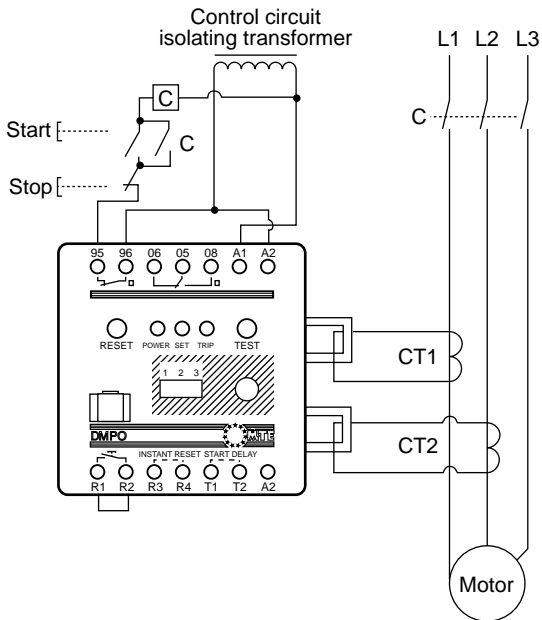 Control circuit
isolating transformer
L1 L2 L3
C
Start
C
C
Stop
95 96 06 05 08 A1 A2
RESET POWER SET TRIP TEST
CT1
1 2 3
DMPO
CT2
INSTANT RESET START DELAY
R1 R2 R3 R4 T1 T2 A2
Motor